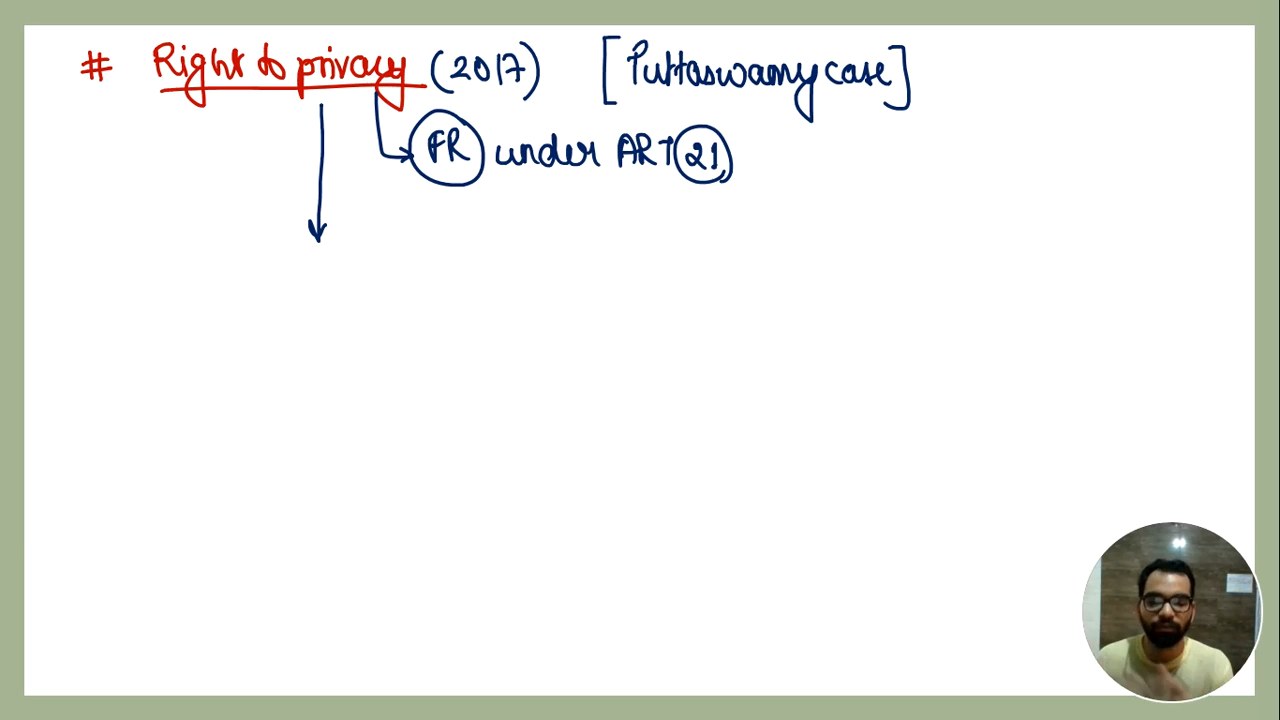 # Right to privacy (2017) [Puttaswamy case]
FR under ART 21